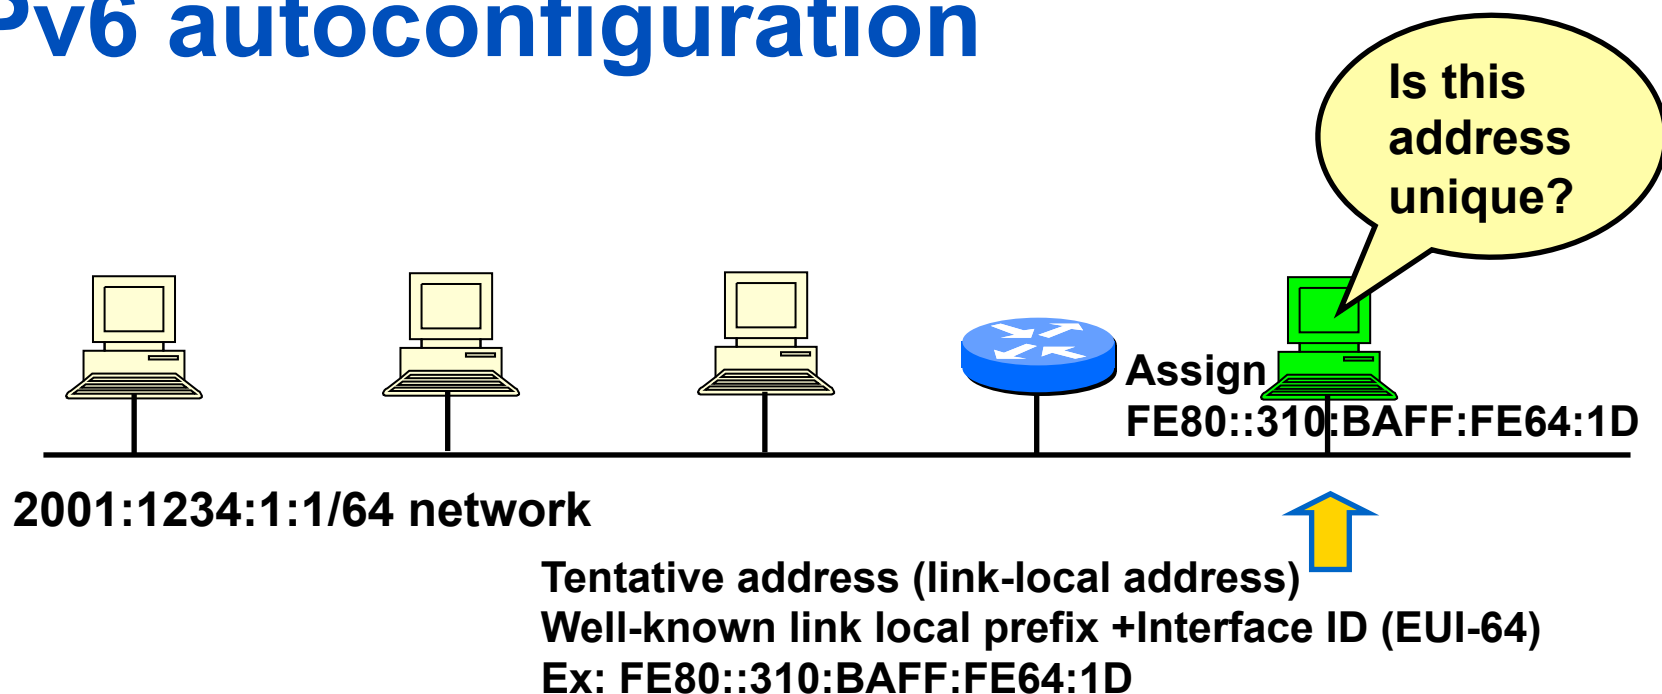 Pv6 autoconfiguration
Is this
address
unique?
Assign
FE80::310:BAFF:FE64:1D
2001:1234:1:1/64 network
Tentative address (link-local address)
Well-known link local prefix +Interface ID (EUI-64)
Ex: FE80::310:BAFF:FE64:1D